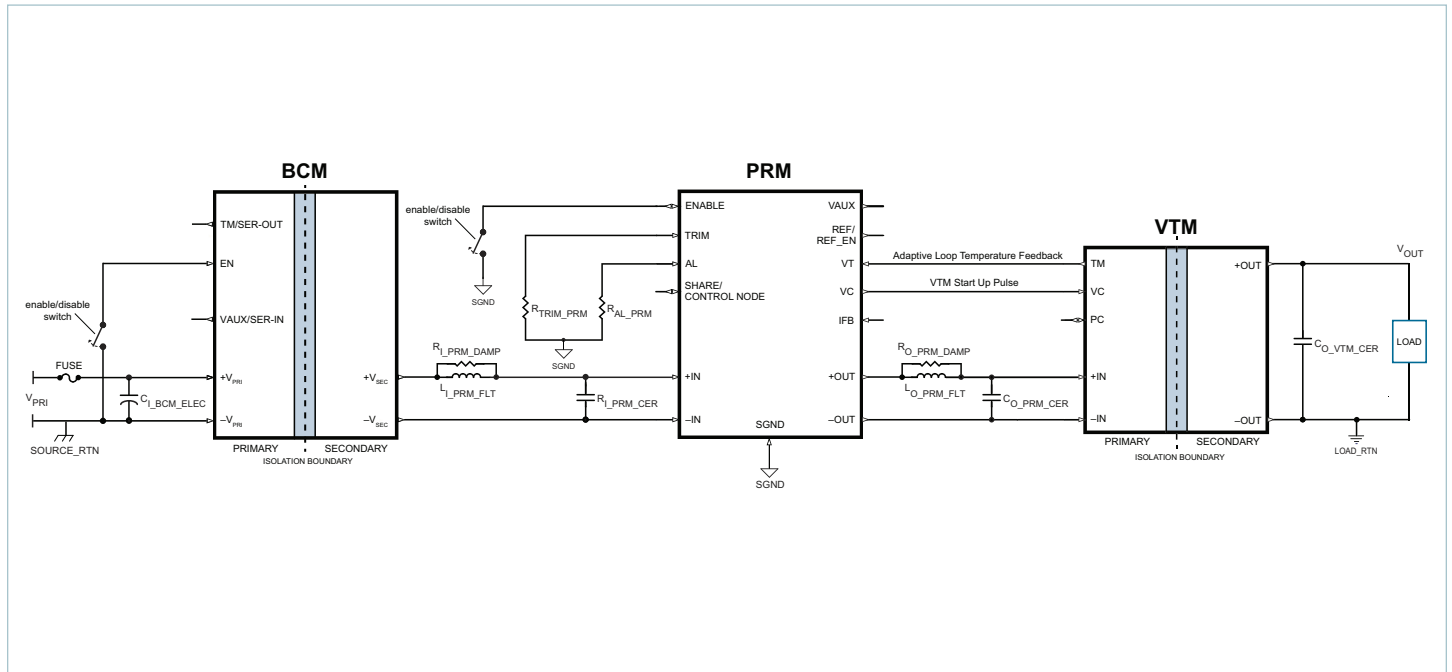 BCM
TM/SER-OUT
EN
VAUX/SER-IN
+V_PRI
–V_PRI
+V_SEC
–V_SEC
PRIMARY
SECONDARY
ISOLATION BOUNDARY
enable/disable
switch
FUSE
V_PRI
C_I_BCM_ELEC
SOURCE_RTN
R_I_PRM_DAMP
L_I_PRM_FLT
R_I_PRM_CER
enable/disable
switch
SGND
R_TRIM_PRM
R_AL_PRM
SGND
PRM
ENABLE
TRIM
AL
SHARE/
CONTROL NODE
+IN
–IN
VAUX
REF/
REF_EN
VT
VC
IFB
+OUT
–OUT
SGND
SGND
Adaptive Loop Temperature Feedback
VTM Start Up Pulse
R_O_PRM_DAMP
L_O_PRM_FLT
C_O_PRM_CER
VTM
TM
VC
PC
+IN
–IN
+OUT
–OUT
PRIMARY
SECONDARY
ISOLATION BOUNDARY
V_OUT
C_O_VTM_CER
LOAD
LOAD_RTN